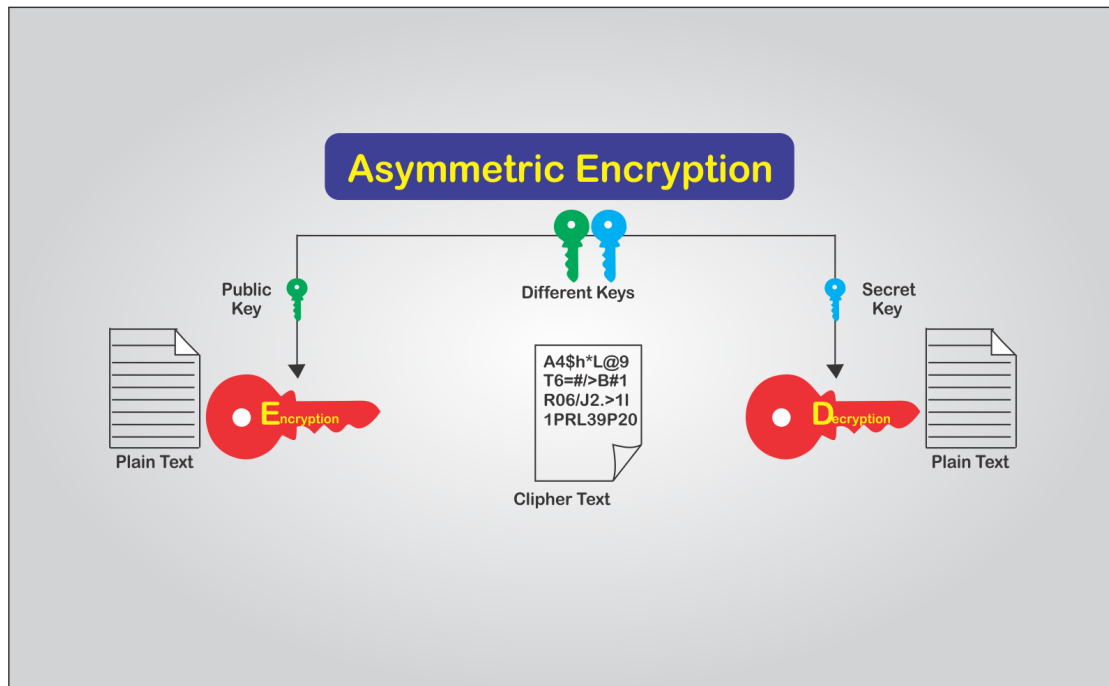 Asymmetric Encryption
Different Keys
Public
Key
Secret
Key
Encryption
Plain Text
A4$h*L@9
T6=#/>B#1
R06/J2.>1I
1PRL39P20
Clipher Text
Decryption
Plain Text